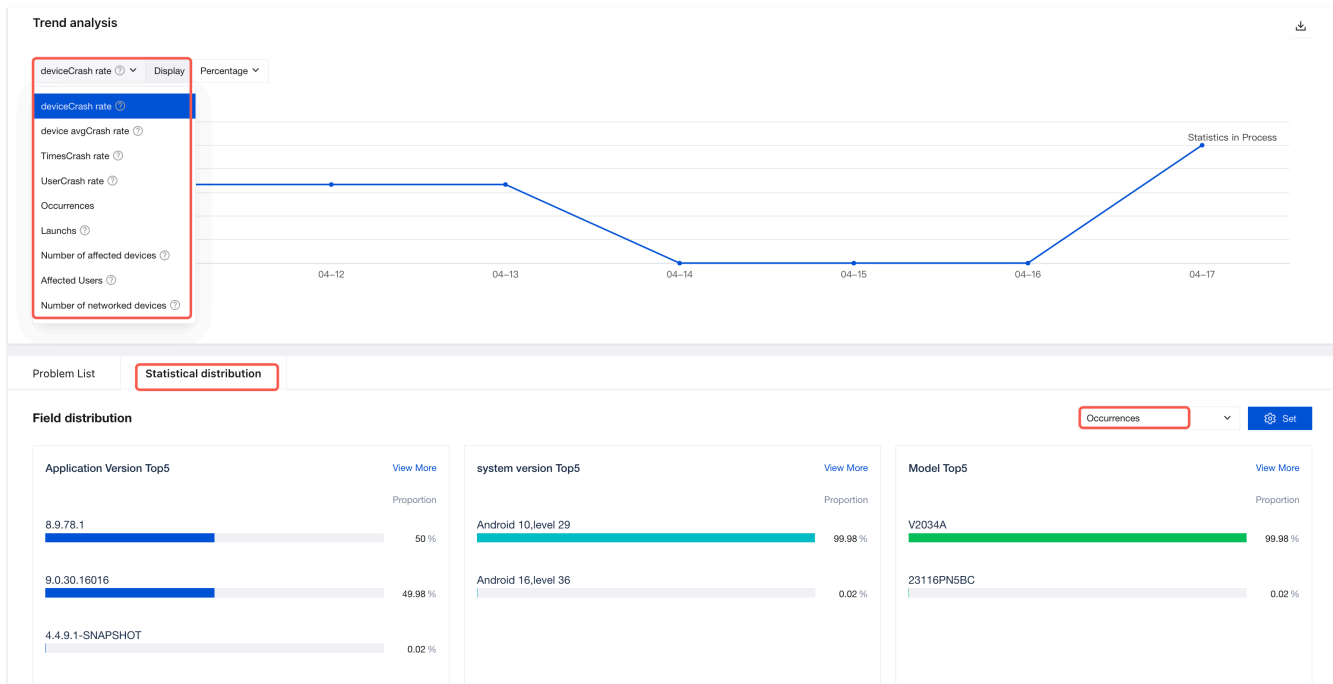 Trend analysis
deviceCrash rate Display Percentage
deviceCrash rate
device avgCrash rate
TimesCrash rate
UserCrash rate
Occurrences
Launchs
Number of affected devices
Affected Users
Number of networked devices
Statistics in Process
04–12 04–13 04–14 04–15 04–16 04–17
Problem List Statistical distribution
Field distribution Occurrences Set
Application Version Top5 View More
Proportion
8.9.78.1
50 %
9.0.30.16016
49.98 %
4.4.9.1-SNAPSHOT
0.02 %
system version Top5 View More
Proportion
Android 10,level 29
99.98 %
Android 16,level 36
0.02 %
Model Top5 View More
Proportion
V2034A
99.98 %
23116PN5BC
0.02 %